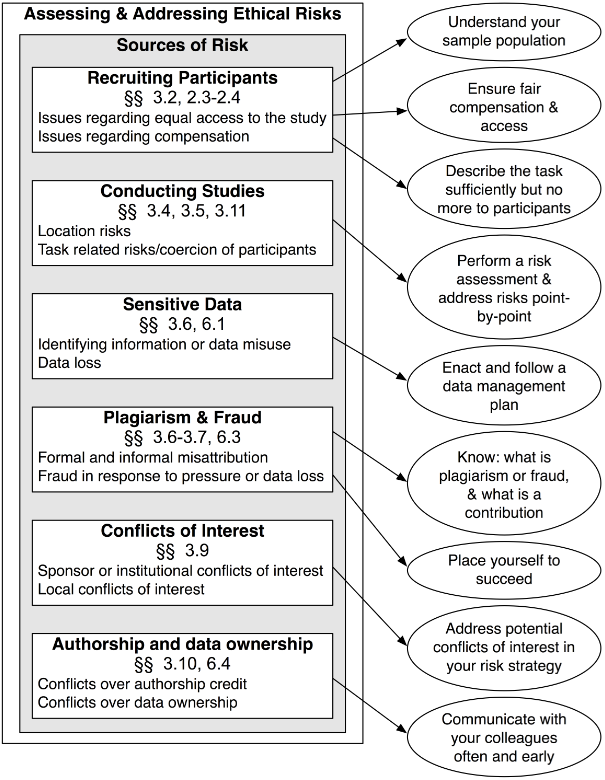 Assessing & Addressing Ethical Risks
Sources of Risk
Recruiting Participants
§§ 3.2, 2.3-2.4
Issues regarding equal access to the study
Issues regarding compensation
Conducting Studies
§§ 3.4, 3.5, 3.11
Location risks
Task related risks/coercion of participants
Sensitive Data
§§ 3.6, 6.1
Identifying information or data misuse
Data loss
Plagiarism & Fraud
§§ 3.6-3.7, 6.3
Formal and informal misattribution
Fraud in response to pressure or data loss
Conflicts of Interest
§§ 3.9
Sponsor or institutional conflicts of interest
Local conflicts of interest
Authorship and data ownership
§§ 3.10, 6.4
Conflicts over authorship credit
Conflicts over data ownership
Understand your
sample population
Ensure fair
compensation &
access
Describe the task
sufficiently but no
more to participants
Perform a risk
assessment &
address risks point-
by-point
Enact and follow a
data management
plan
Know: what is
plagiarism or fraud,
& what is a
contribution
Place yourself to
succeed
Address potential
conflicts of interest in
your risk strategy
Communicate with
your colleagues
often and early